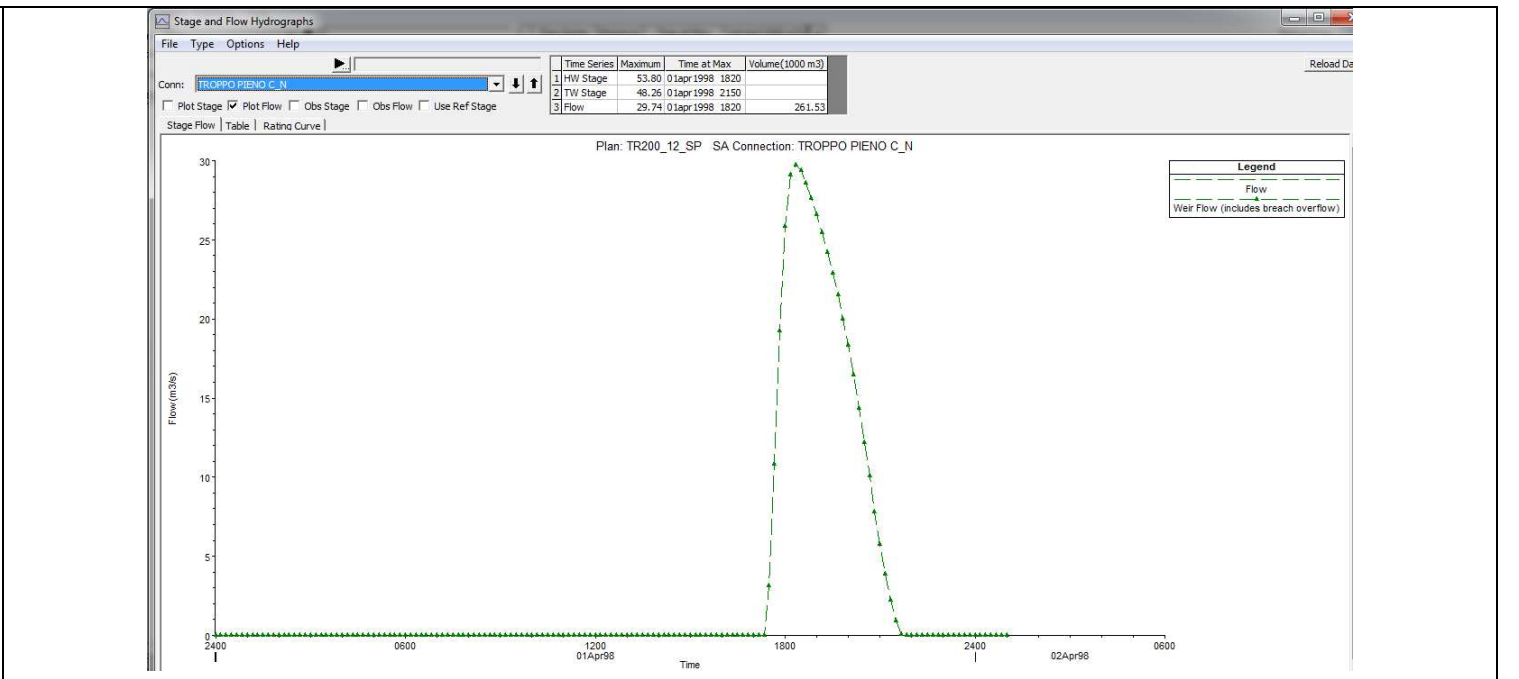 Stage and Flow Hydrographs
File Type Options Help
Conn: TROPPO PIENO C_N
Plot Stage Plot Flow Obs Stage Obs Flow Use Ref Stage
Time Series Maximum Time at Max Volume(1000 m3)
1 HW Stage 53.80 01apr1998 1820
2 TW Stage 48.26 01apr1998 2150
3 Flow 29.74 01apr1998 1820 261.53
Reload Da
Stage Flow Table Rating Curve
Plan: TR200_12_SP SA Connection: TROPPO PIENO C_N
Legend
Flow
Weir Flow (includes breach overflow)
30
25
20
15
10
5
0
Flow (m3/s)
2400 0600 1200 1800 2400 0600
01Apr98 02Apr98
Time